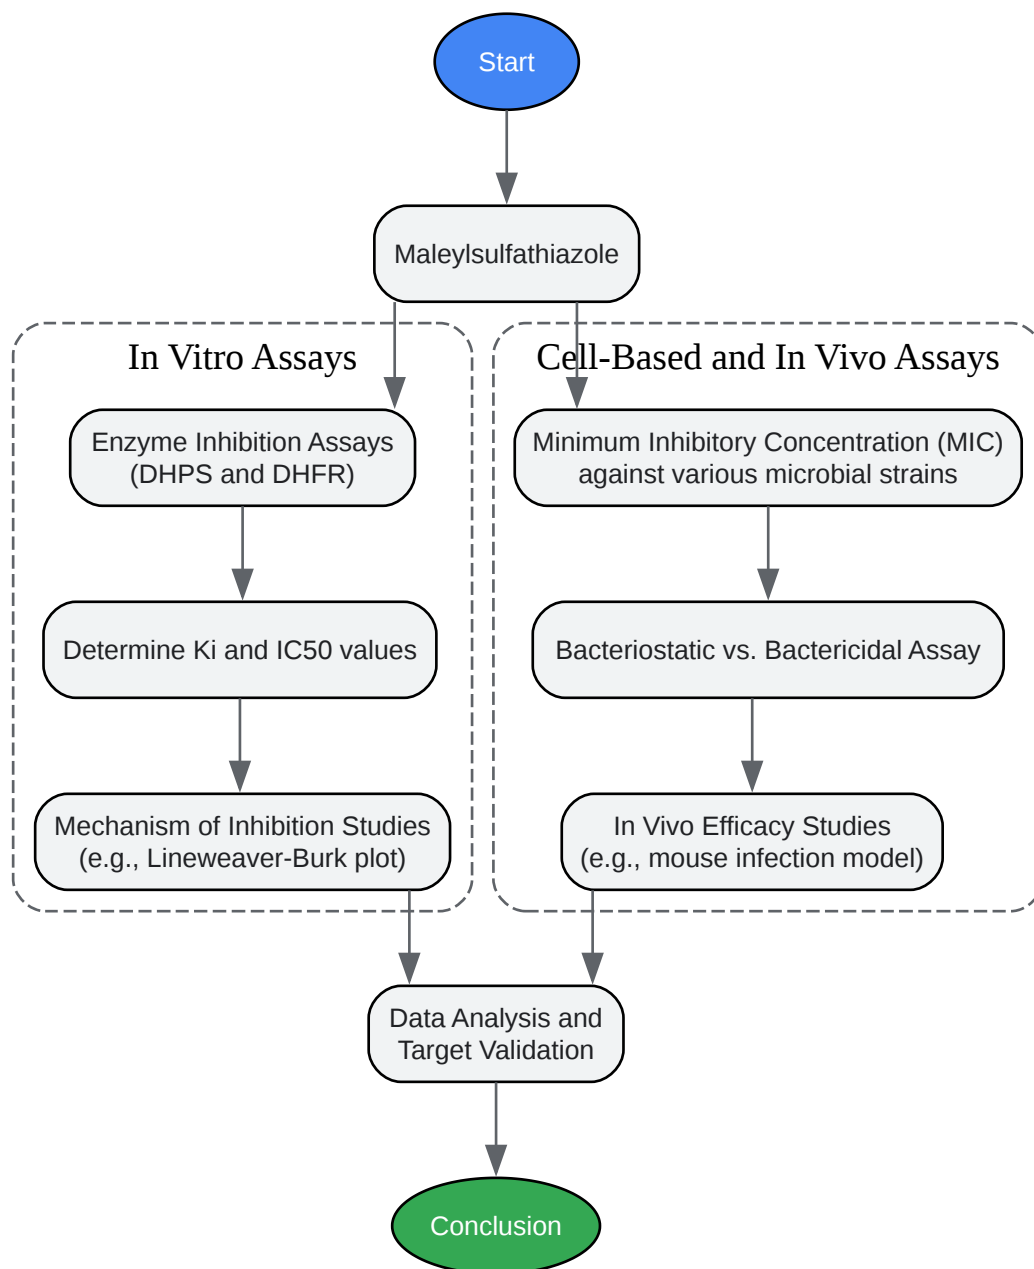 Start
Maleylsulfathiazole
In Vitro Assays
Enzyme Inhibition Assays
(DHPS and DHFR)
Determine Ki and IC50 values
Mechanism of Inhibition Studies
(e.g., Lineweaver-Burk plot)
Cell-Based and In Vivo Assays
Minimum Inhibitory Concentration (MIC)
against various microbial strains
Bacteriostatic vs. Bactericidal Assay
In Vivo Efficacy Studies
(e.g., mouse infection model)
Data Analysis and
Target Validation
Conclusion